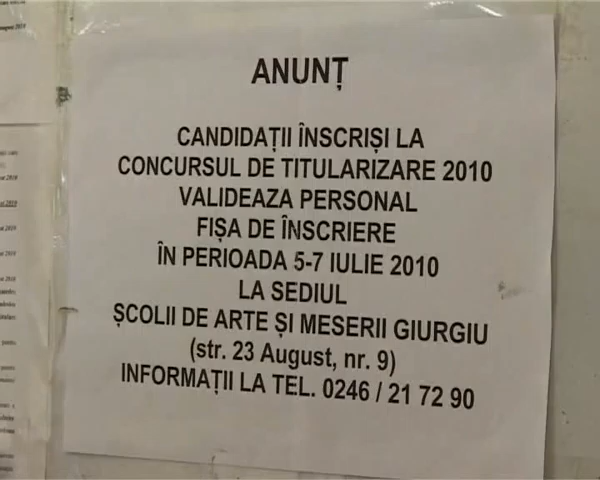 ANUNȚ
CANDIDAȚII ÎNSCRIȘI LA
CONCURSUL DE TITULARIZARE 2010
VALIDEAZA PERSONAL
FIȘA DE ÎNSCRIERE
ÎN PERIOADA 5-7 IULIE 2010
LA SEDIUL
ȘCOLII DE ARTE ȘI MESERII GIURGIU
(str. 23 August, nr. 9)
INFORMAȚII LA TEL. 0246 / 21 72 90